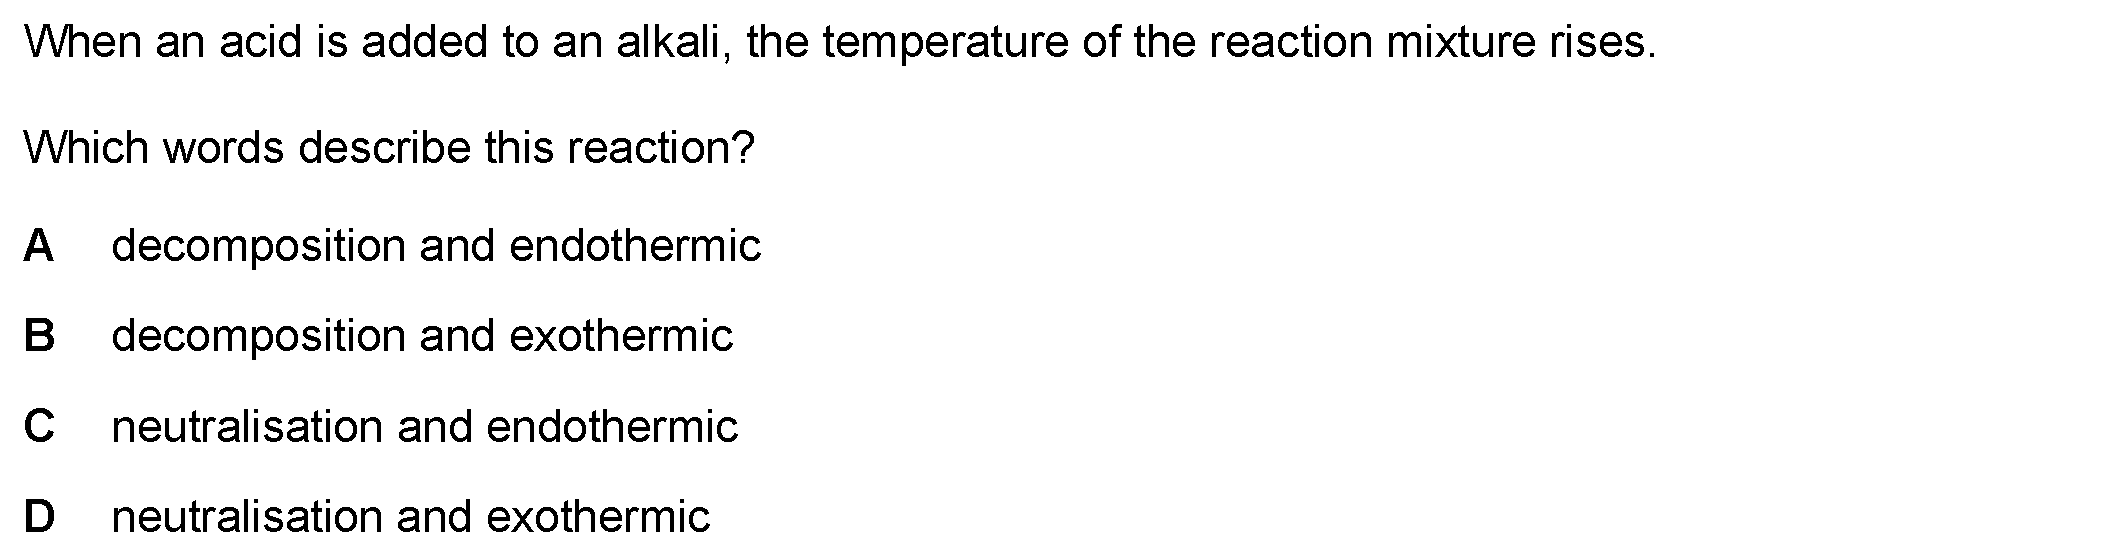 When an acid is added to an alkali, the temperature of the reaction mixture rises.
Which words describe this reaction?
A decomposition and endothermic
B decomposition and exothermic
C neutralisation and endothermic
D neutralisation and exothermic